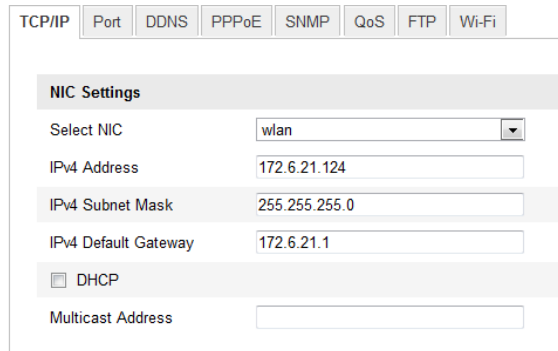 TCP/IP Port DDNS PPPoE SNMP QoS FTP Wi-Fi
NIC Settings
Select NIC wlan
IPv4 Address 172.6.21.124
IPv4 Subnet Mask 255.255.255.0
IPv4 Default Gateway 172.6.21.1
DHCP
Multicast Address